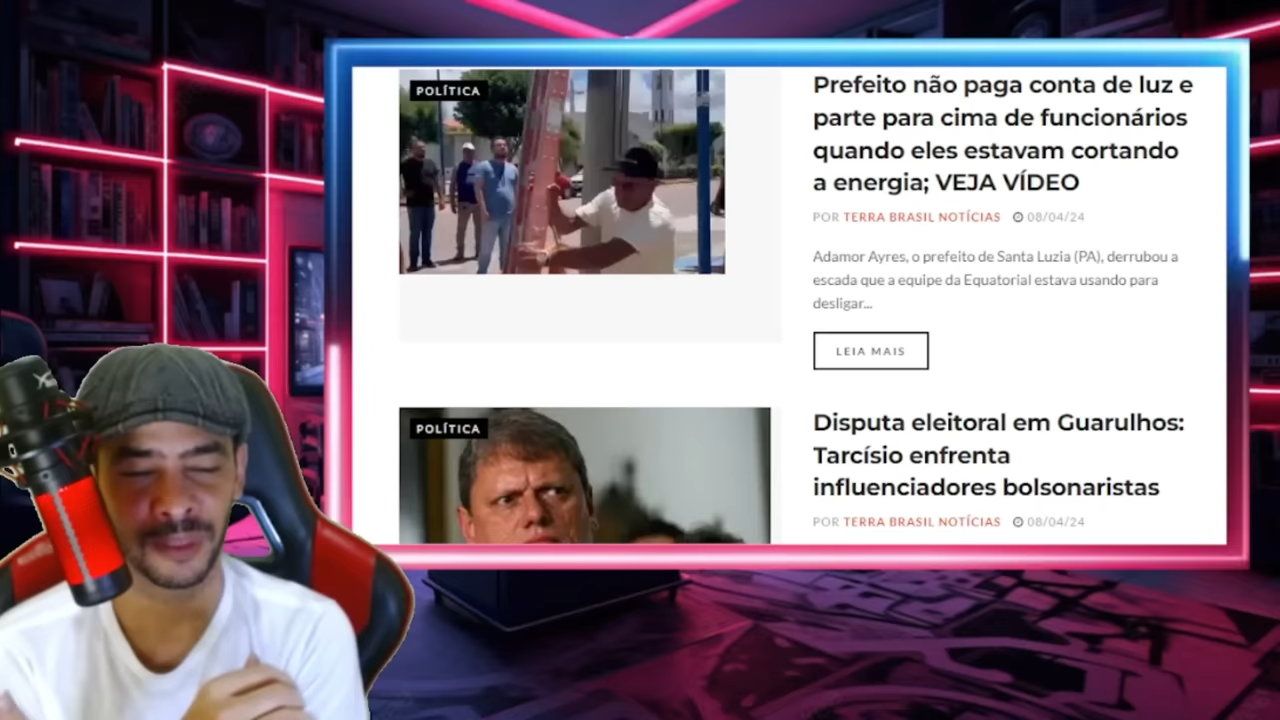 POLÍTICA
Prefeito não paga conta de luz e
parte para cima de funcionários
quando eles estavam cortando
a energia; VEJA VÍDEO
POR TERRA BRASIL NOTÍCIAS 08/04/24
Adamor Ayres, o prefeito de Santa Luzia (PA), derrubou a
escada que a equipe da Equatorial estava usando para
desligar...
LEIA MAIS
POLÍTICA
Disputa eleitoral em Guarulhos:
Tarcísio enfrenta
influenciadores bolsonaristas
POR TERRA BRASIL NOTÍCIAS 08/04/24